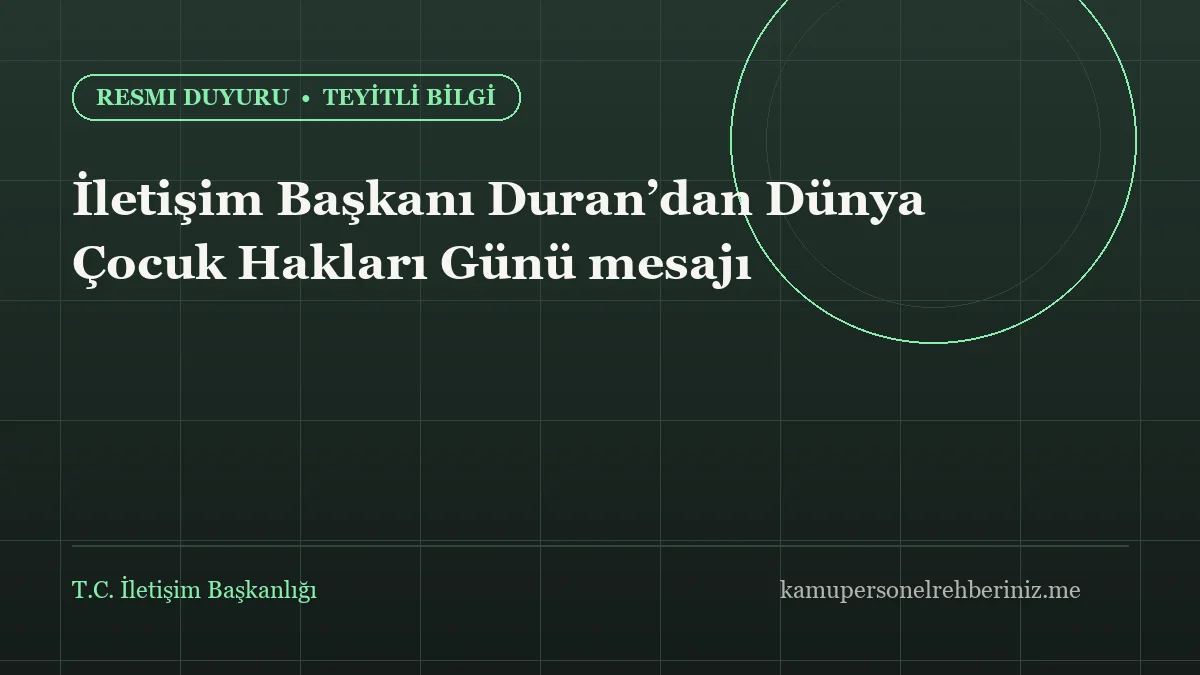 RESMI DUYURU • TEYİTLİ BİLGİ
İletişim Başkanı Duran’dan Dünya
Çocuk Hakları Günü mesajı
T.C. İletişim Başkanlığı
kamupersonelrehberiniz.me